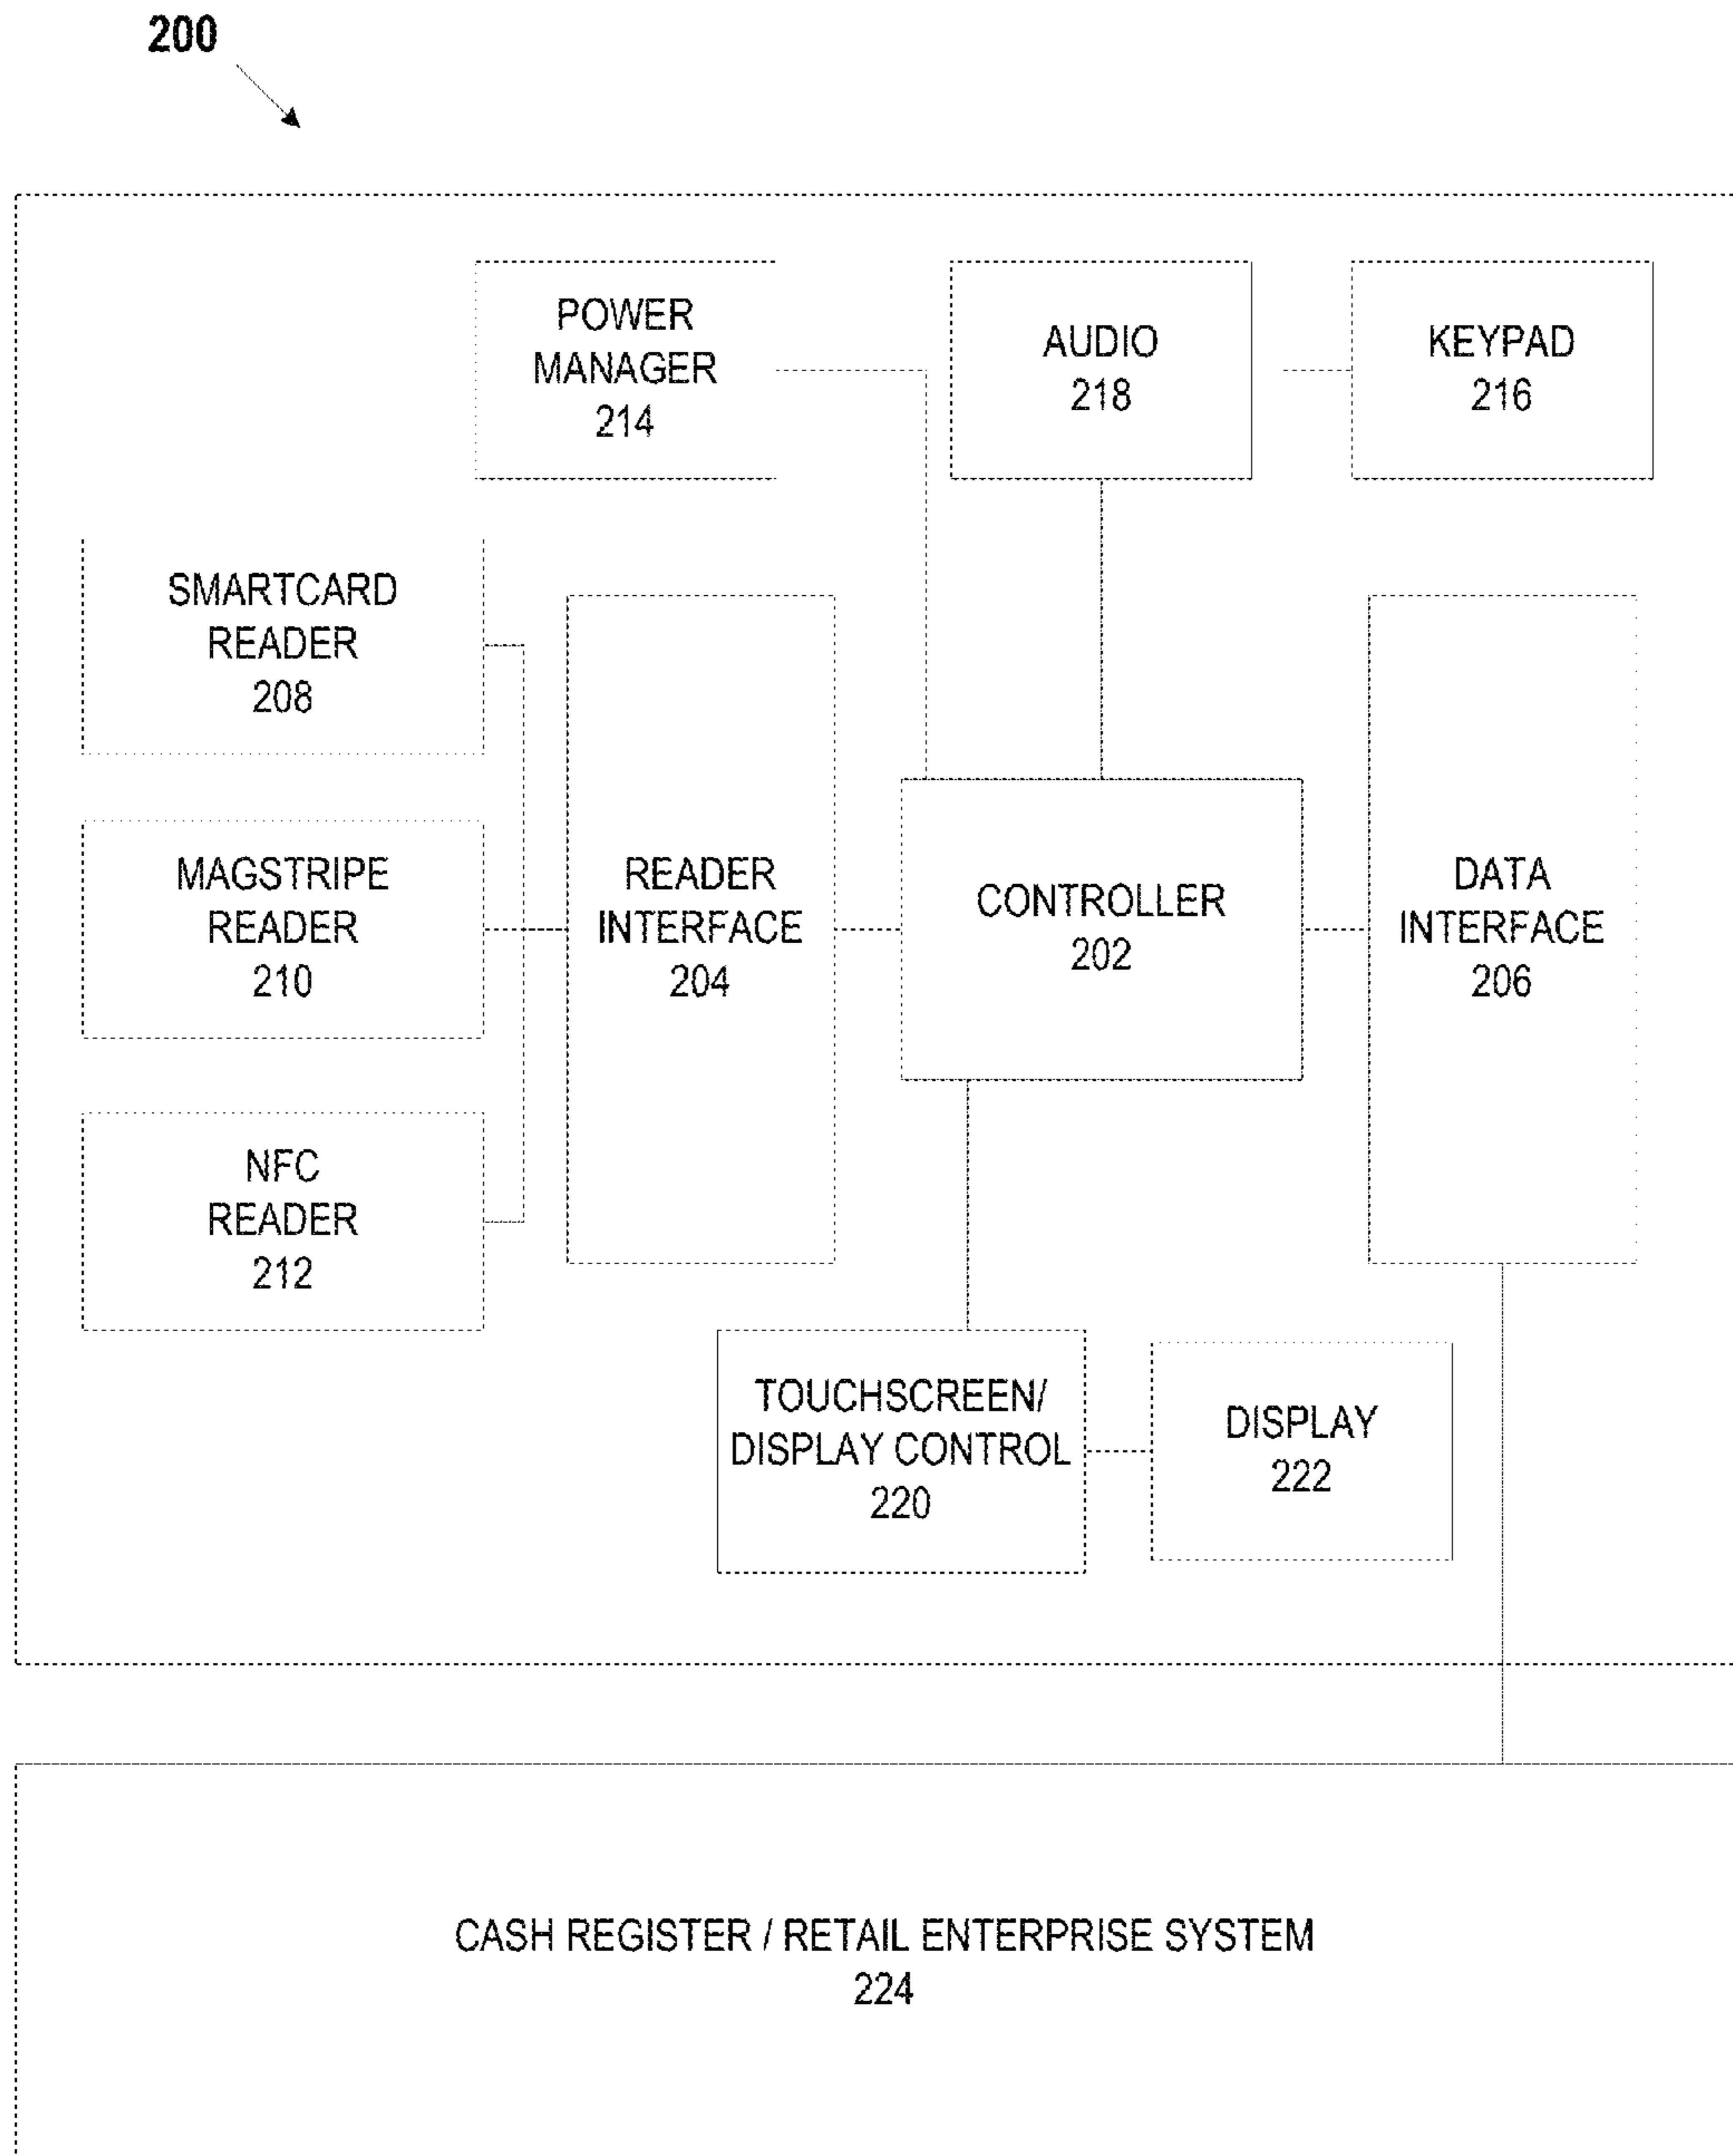 200
POWER
MANAGER
214
AUDIO
218
KEYPAD
216
SMARTCARD
READER
208
MAGSTRIPE
READER
210
NFC
READER
212
READER
INTERFACE
204
CONTROLLER
202
DATA
INTERFACE
206
TOUCHSCREEN/
DISPLAY CONTROL
220
DISPLAY
222
CASH REGISTER / RETAIL ENTERPRISE SYSTEM
224